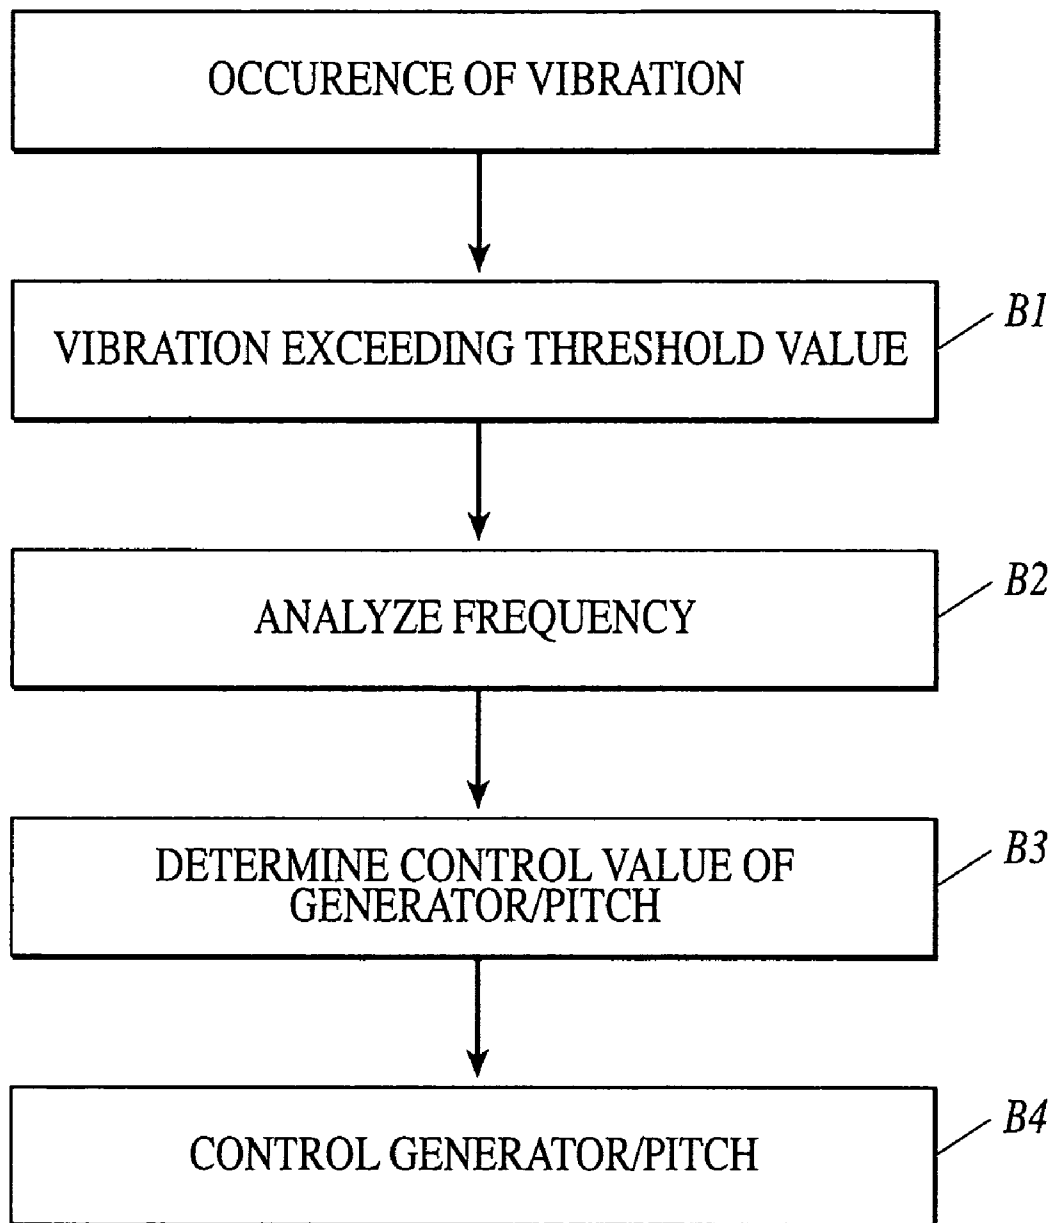 OCCURENCE OF VIBRATION
VIBRATION EXCEEDING THRESHOLD VALUE
B1
ANALYZE FREQUENCY
B2
DETERMINE CONTROL VALUE OF
GENERATOR/PITCH
B3
CONTROL GENERATOR/PITCH
B4